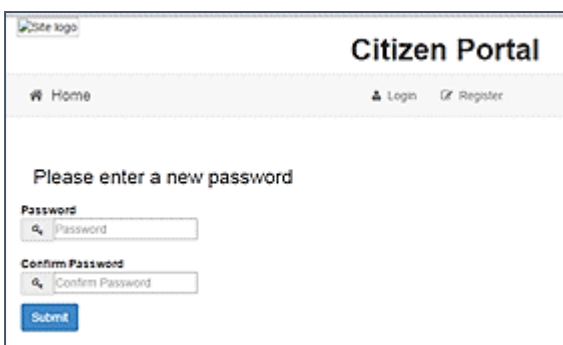 Site logo
Citizen Portal
Home Login Register
Please enter a new password
Password
Password
Confirm Password
Confirm Password
Submit